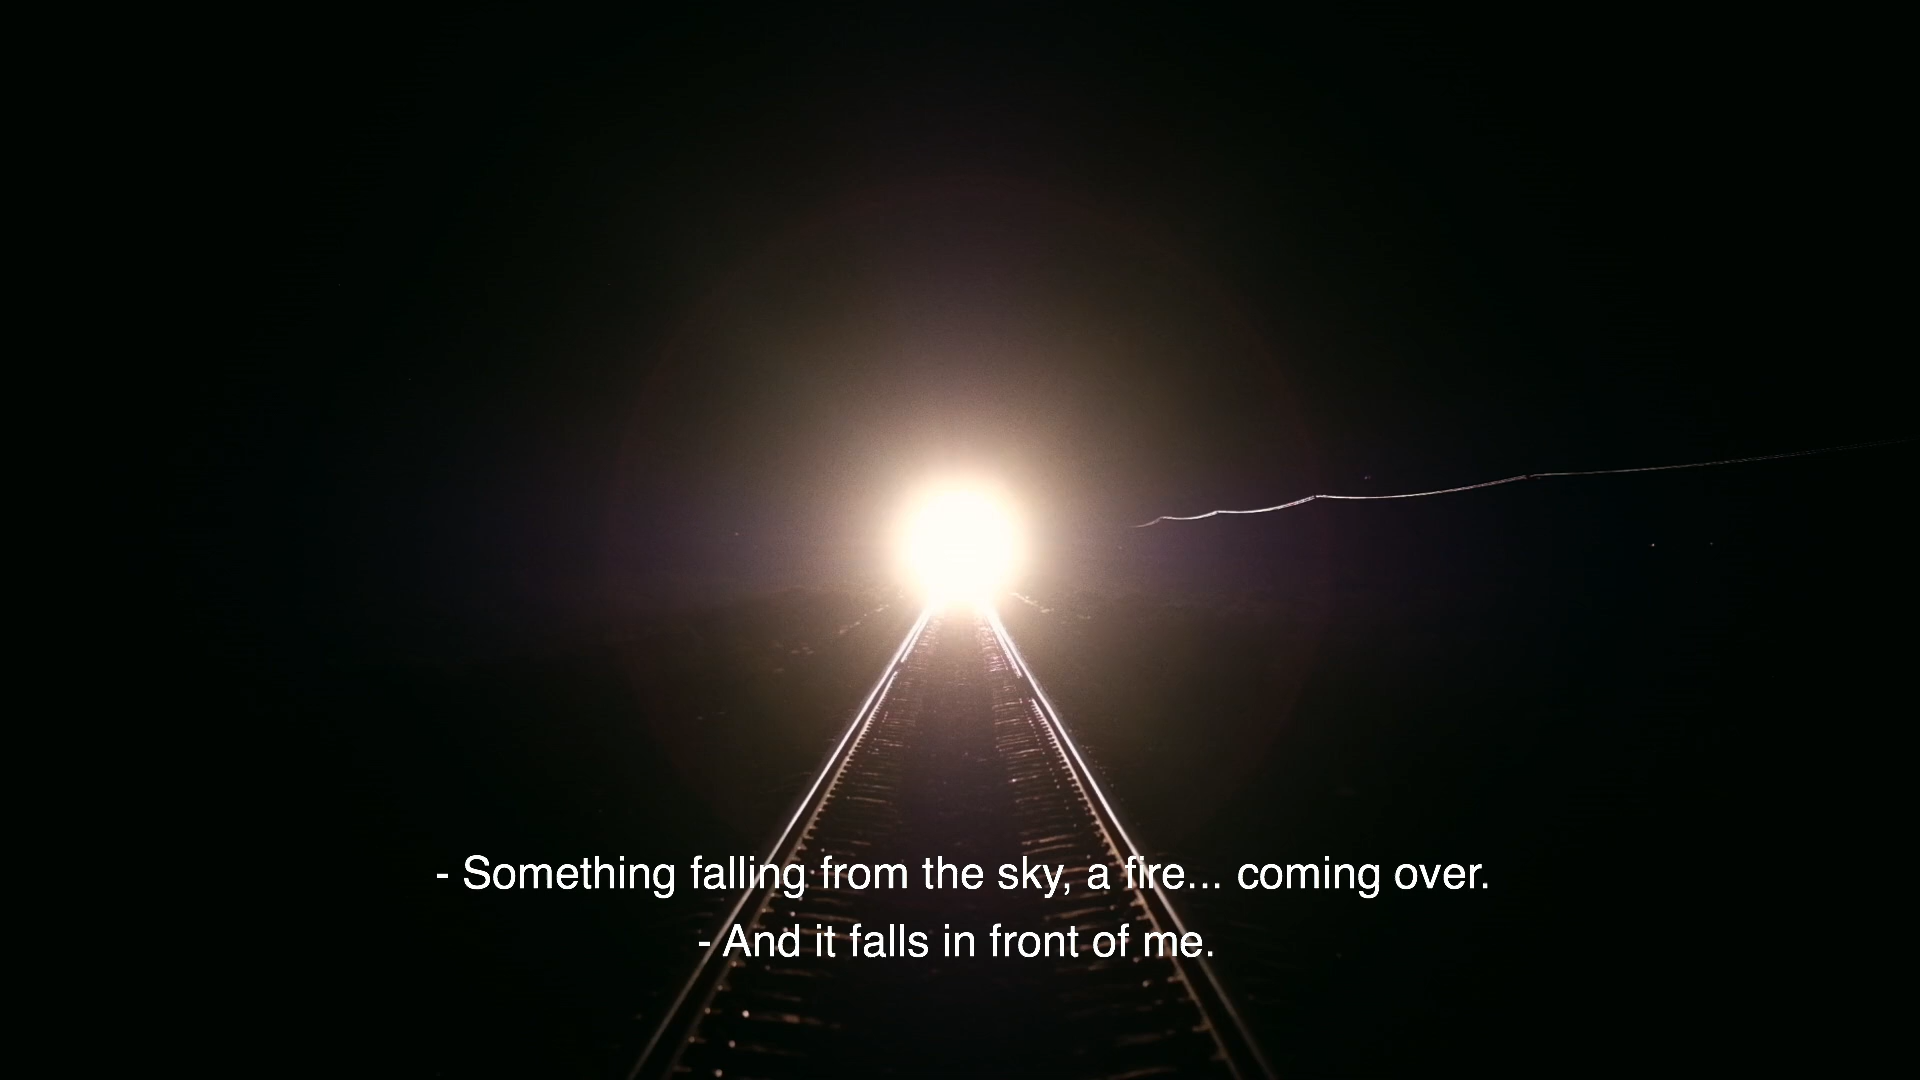 - Something falling from the sky, a fire... coming over.
- And it falls in front of me.